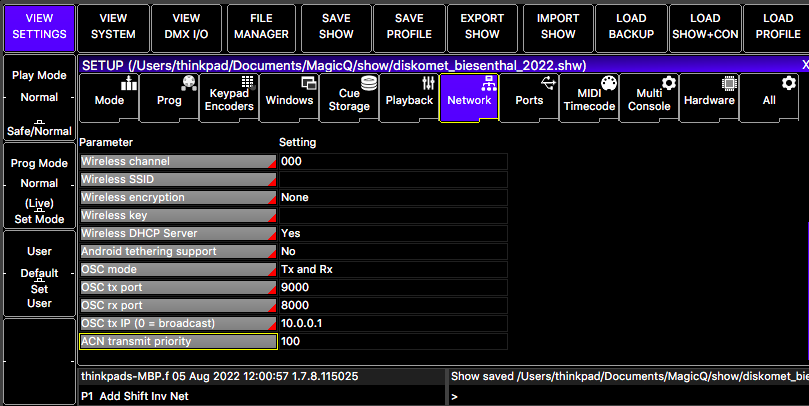 VIEW SETTINGS
VIEW SYSTEM
VIEW DMX I/O
FILE MANAGER
SAVE SHOW
SAVE PROFILE
EXPORT SHOW
IMPORT SHOW
LOAD BACKUP
LOAD SHOW+CON
LOAD PROFILE
Play Mode
Normal
Safe/Normal
Prog Mode
Normal
(Live)
Set Mode
User
Default
Set
User
SETUP (/Users/thinkpad/Documents/MagicQ/show/diskomet_biesenthal_2022.shw) X
Mode
Prog
Keypad Encoders
Windows
Cue Storage
Playback
Network
Ports
MIDI Timecode
Multi Console
Hardware
All
Parameter Setting
Wireless channel 000
Wireless SSID
Wireless encryption None
Wireless key
Wireless DHCP Server Yes
Android tethering support No
OSC mode Tx and Rx
OSC tx port 9000
OSC rx port 8000
OSC tx IP (0 = broadcast) 10.0.0.1
ACN transmit priority 100
thinkpads-MBP.f 05 Aug 2022 12:00:57 1.7.8.115025
Show saved /Users/thinkpad/Documents/MagicQ/show/diskomet_bie
P1 Add Shift Inv Net
>